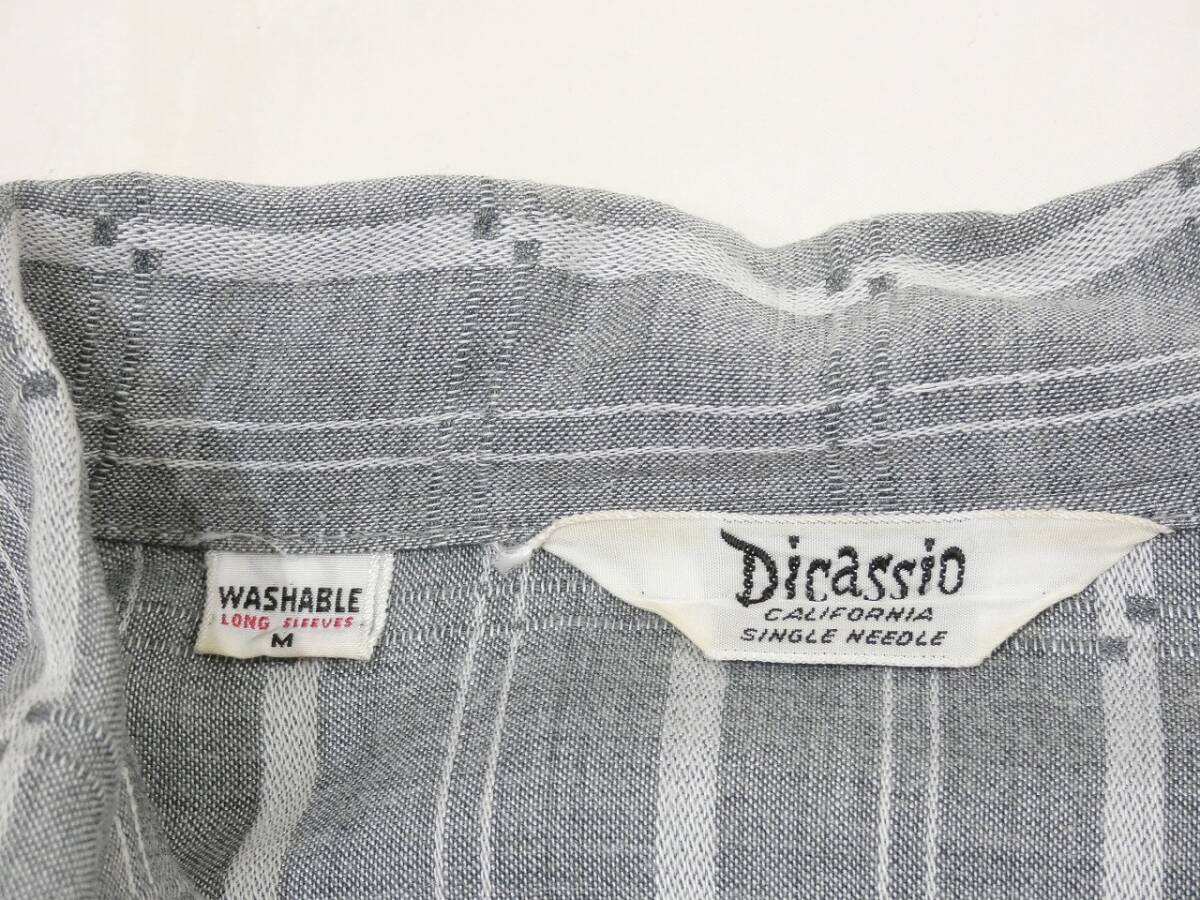 WASHABLE
LONG SLEEVES
M
Dicassio
CALIFORNIA
SINGLE NEEDLE